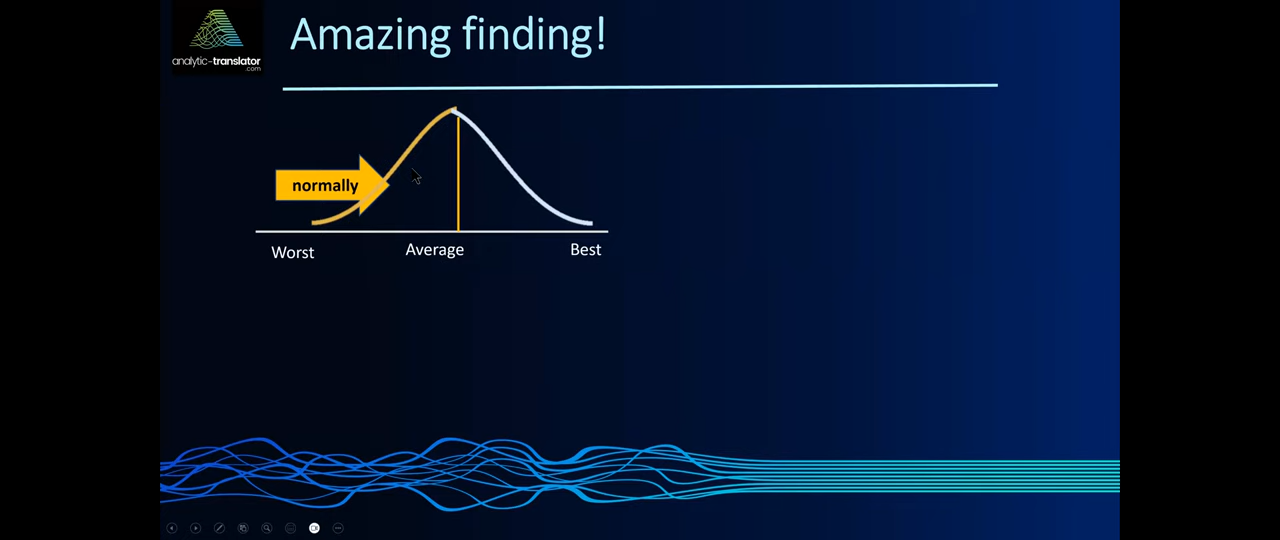 Amazing finding!
analytic-translator
.com
normally
Worst
Average
Best